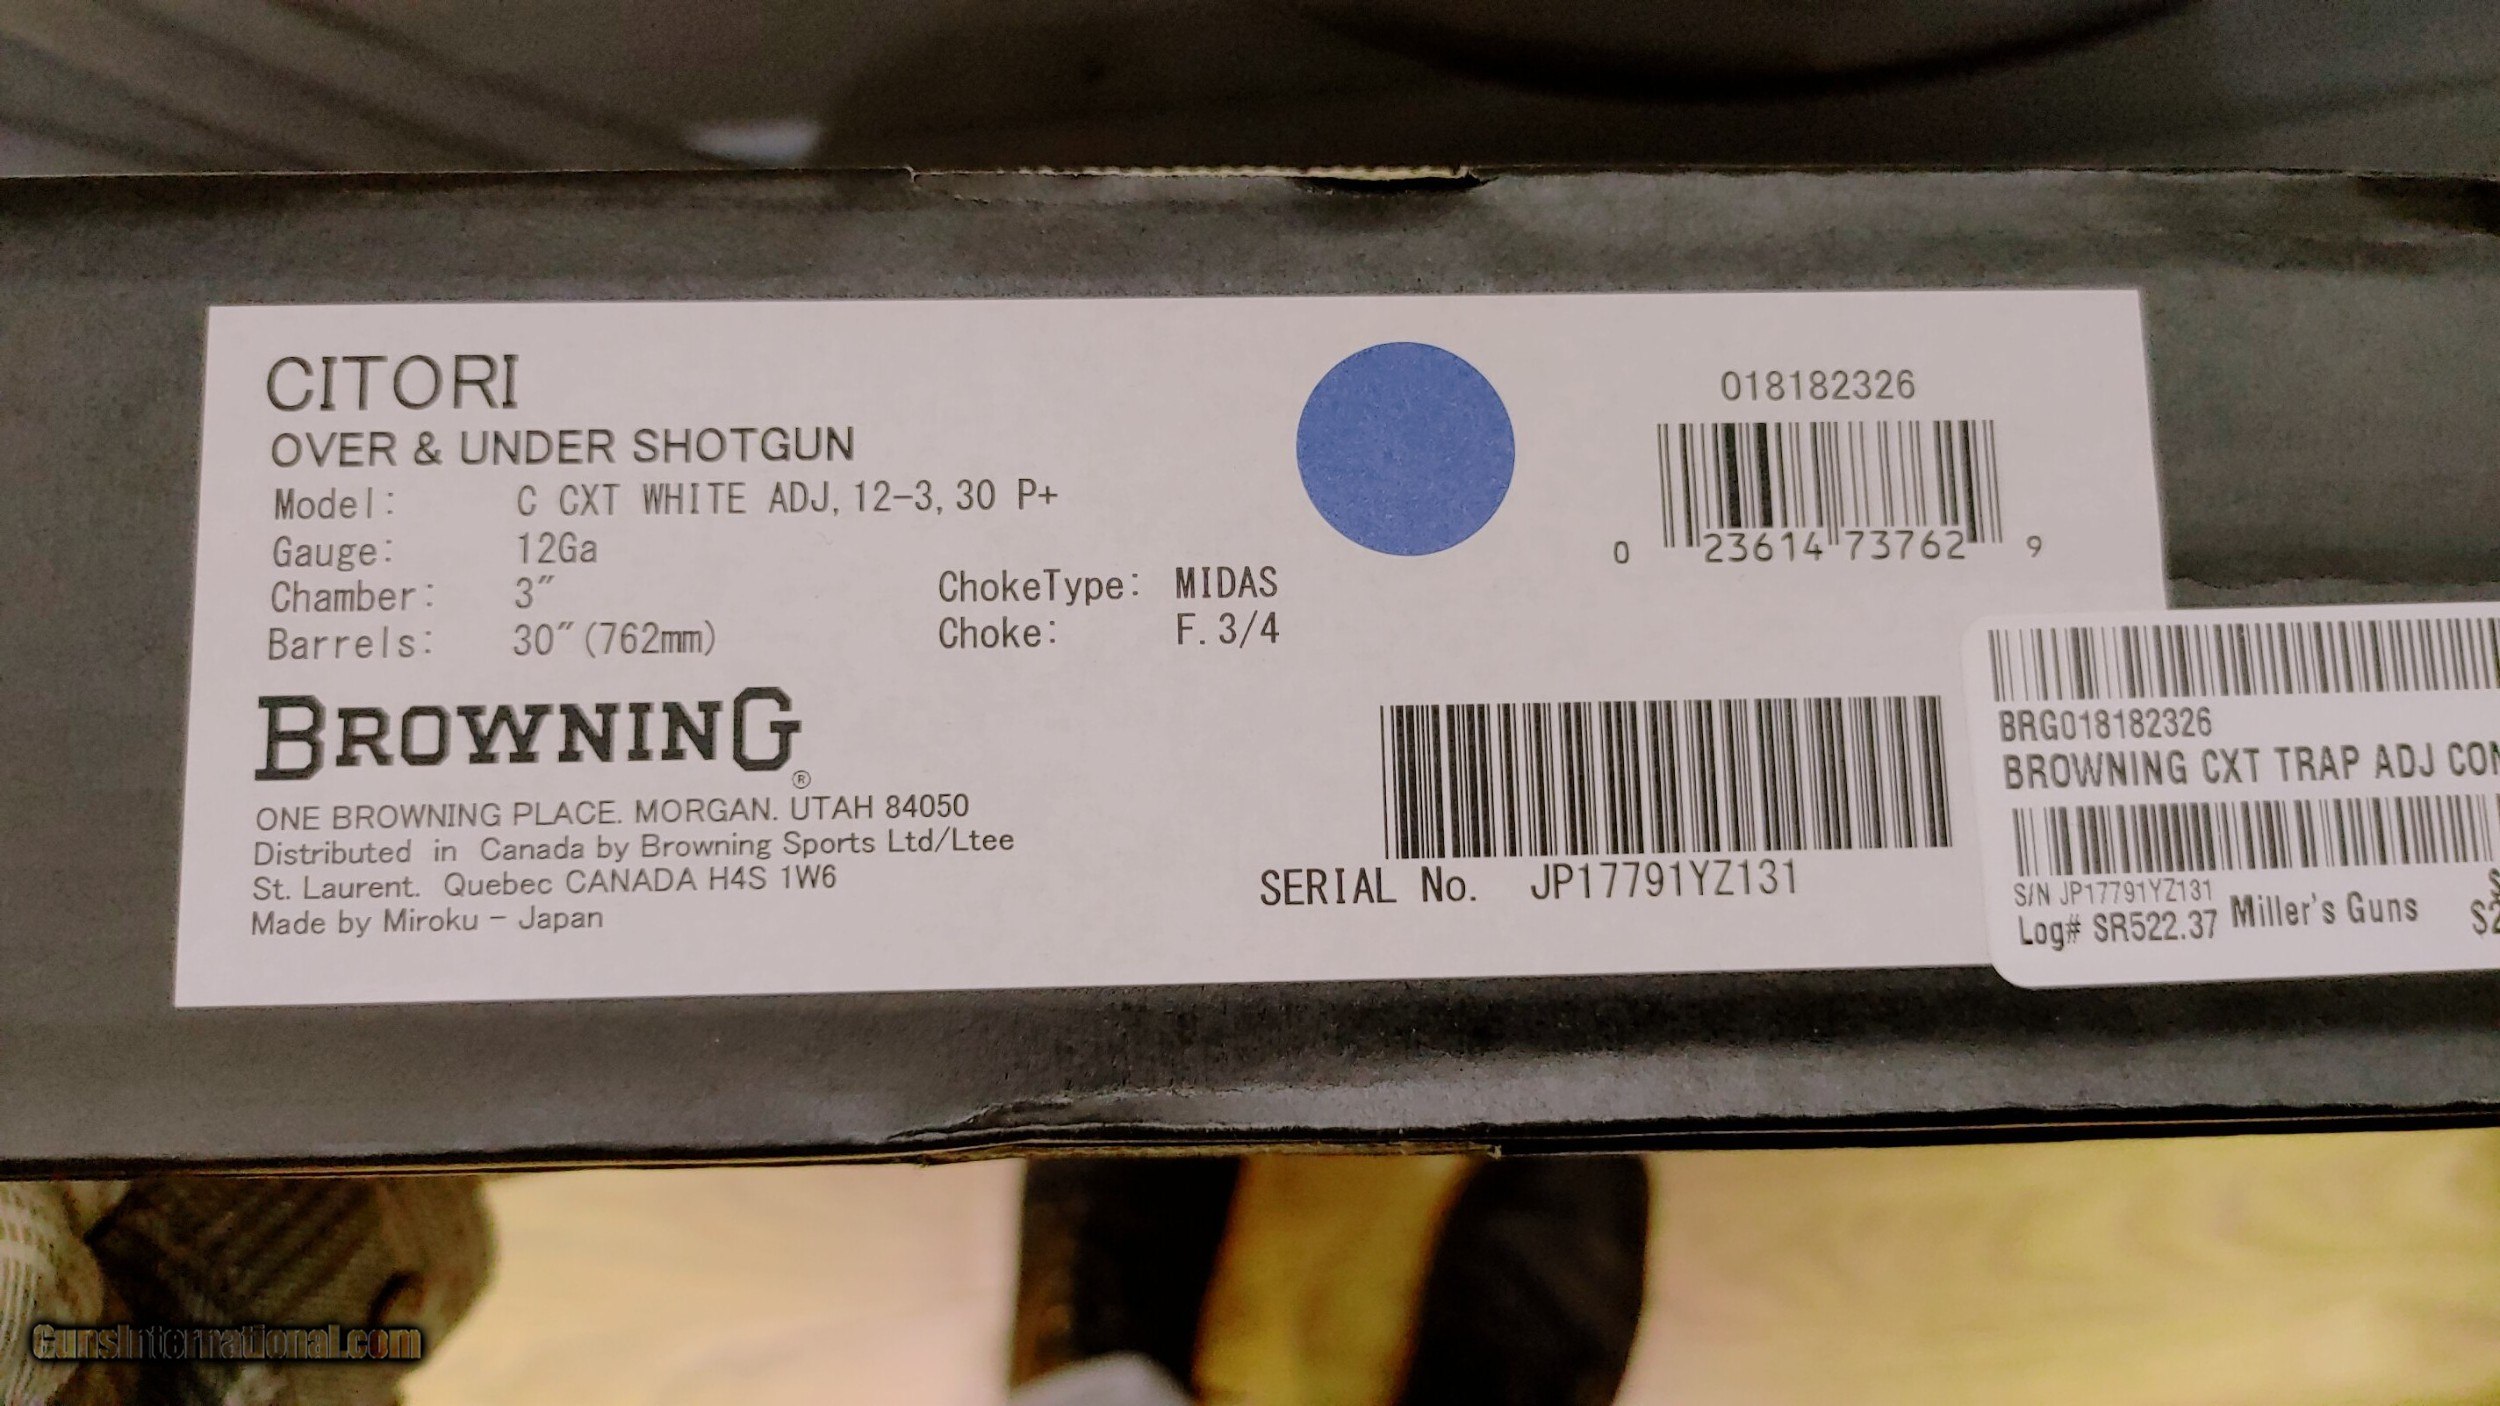 CITORI
OVER & UNDER SHOTGUN
Model: C CXT WHITE ADJ, 12-3, 30 P+
Gauge: 12Ga
Chamber: 3″
Barrels: 30″(762mm)
ChokeType: MIDAS
Choke: F. 3/4
BROWNING®
ONE BROWNING PLACE. MORGAN. UTAH 84050
Distributed in Canada by Browning Sports Ltd/Ltee
St. Laurent. Quebec CANADA H4S 1W6
Made by Miroku - Japan
018182326
0 23614 73762 9
SERIAL No. JP17791YZ131
BRG018182326
BROWNING CXT TRAP ADJ
S/N JP17791YZ131
Log# SR522.37 Miller's Guns
GunsInternational.com